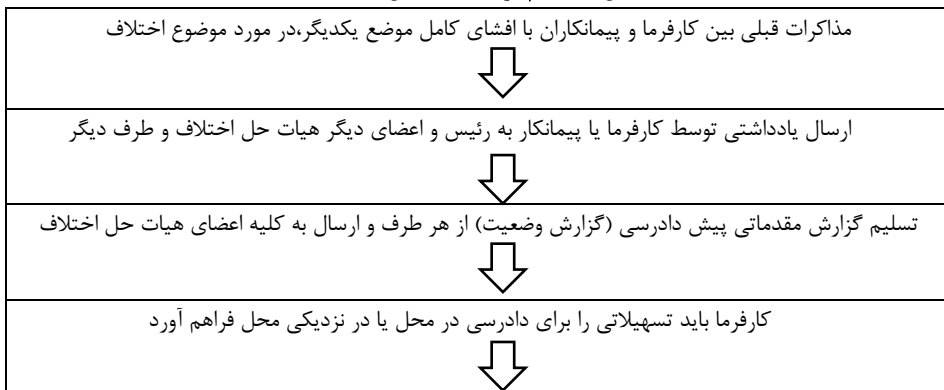 مذاکرات قبلی بین کارفرما و پیمانکاران با افشای کامل موضع یکدیگر،در مورد موضوع اختلاف
ارسال یادداشتی توسط کارفرما یا پیمانکار به رئیس و اعضای دیگر هیات حل اختلاف و طرف دیگر
تسلیم گزارش مقدماتی پیش دادرسی (گزارش وضعیت) از هر طرف و ارسال به کلیه اعضای هیات حل اختلاف
کارفرما باید تسهیلاتی را برای دادرسی در محل یا در نزدیکی محل فراهم آورد